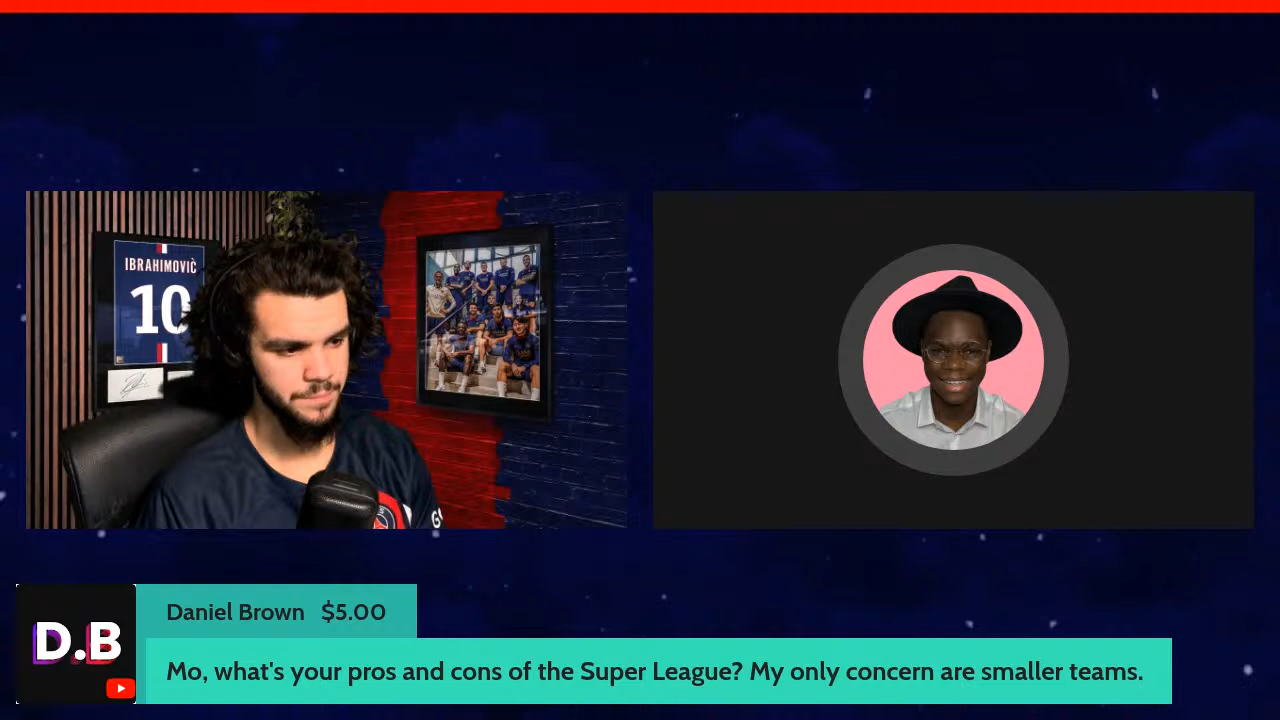 IBRAHIMOVIĆ
10
D.B
Daniel Brown $5.00
Mo, what's your pros and cons of the Super League? My only concern are smaller teams.